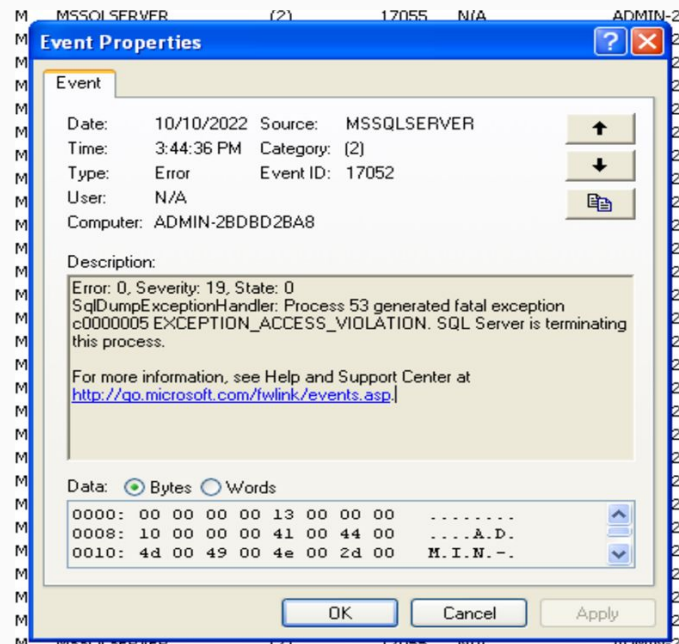 M MSSQLSERVER (2) 17055 N/A ADMIN-2
Event Properties
Event
Date: 10/10/2022 Source: MSSQLSERVER
Time: 3:44:36 PM Category: (2)
Type: Error Event ID: 17052
User: N/A
Computer: ADMIN-2BDBD2BA8
Description:
Error: 0, Severity: 19, State: 0
SqlDumpExceptionHandler: Process 53 generated fatal exception
c0000005 EXCEPTION_ACCESS_VIOLATION. SQL Server is terminating
this process.
For more information, see Help and Support Center at
http://go.microsoft.com/fwlink/events.asp.
Data: Bytes Words
0000: 00 00 00 00 13 00 00 00 ........
0008: 10 00 00 00 41 00 44 00 ....A.D.
0010: 4d 00 49 00 4e 00 2d 00 M.I.N.-.
OK Cancel Apply